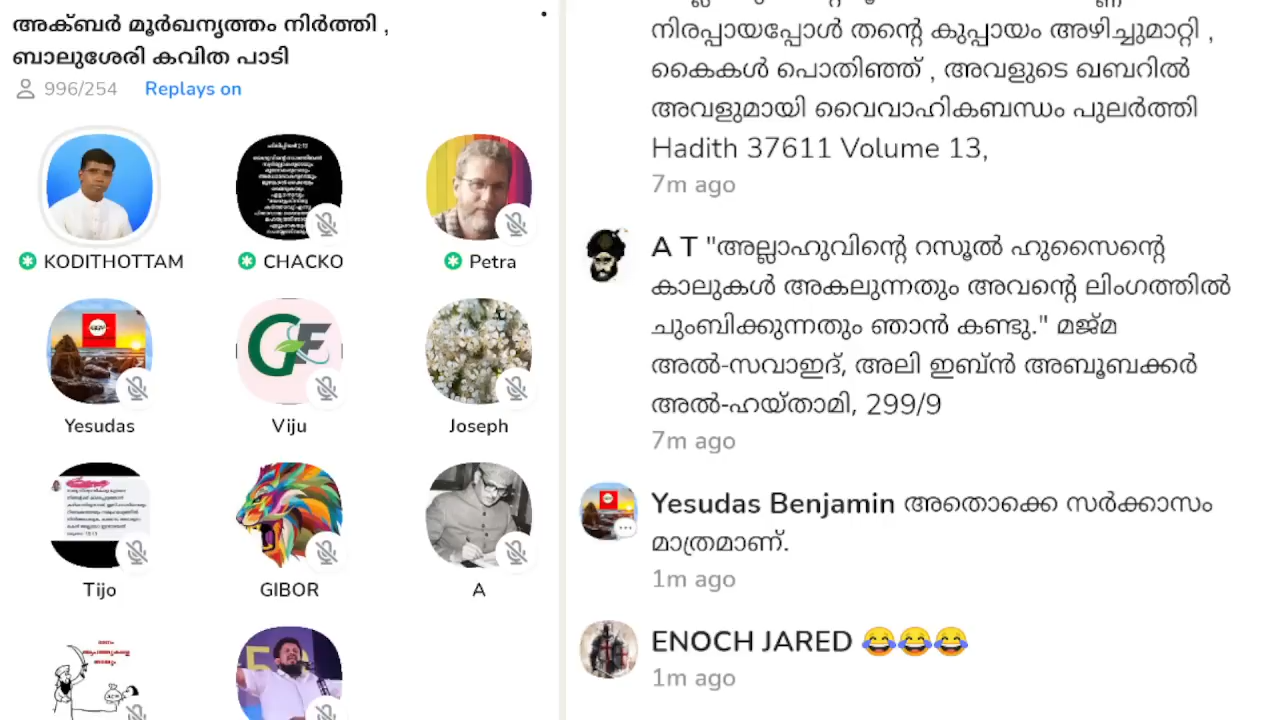 അക്ബർ മൂർഖനൃത്തം നിർത്തി ,
ബാലുശേരി കവിത പാടി
996/254 Replays on
KODITHOTTAM
CHACKO
Petra
Yesudas
Viju
Joseph
Tijo
GIBOR
A
നിരപ്പായപ്പോൾ തന്റെ കുപ്പായം അഴിച്ചുമാറ്റി ,
കൈകൾ പൊതിഞ്ഞ് , അവളുടെ ഖബറിൽ
അവളുമായി വൈവാഹികബന്ധം പുലർത്തി
Hadith 37611 Volume 13,
7m ago
A T "അല്ലാഹുവിന്റെ റസൂൽ ഹുസൈന്റെ
കാലുകൾ അകലുന്നതും അവന്റെ ലിംഗത്തിൽ
ചുംബിക്കുന്നതും ഞാൻ കണ്ടു." മജ്മ
അൽ-സവാഇദ്, അലി ഇബ്ൻ അബൂബക്കർ
അൽ-ഹയ്താമി, 299/9
7m ago
Yesudas Benjamin അതൊക്കെ സർക്കാസം
മാത്രമാണ്.
1m ago
ENOCH JARED 😂😂😂
1m ago